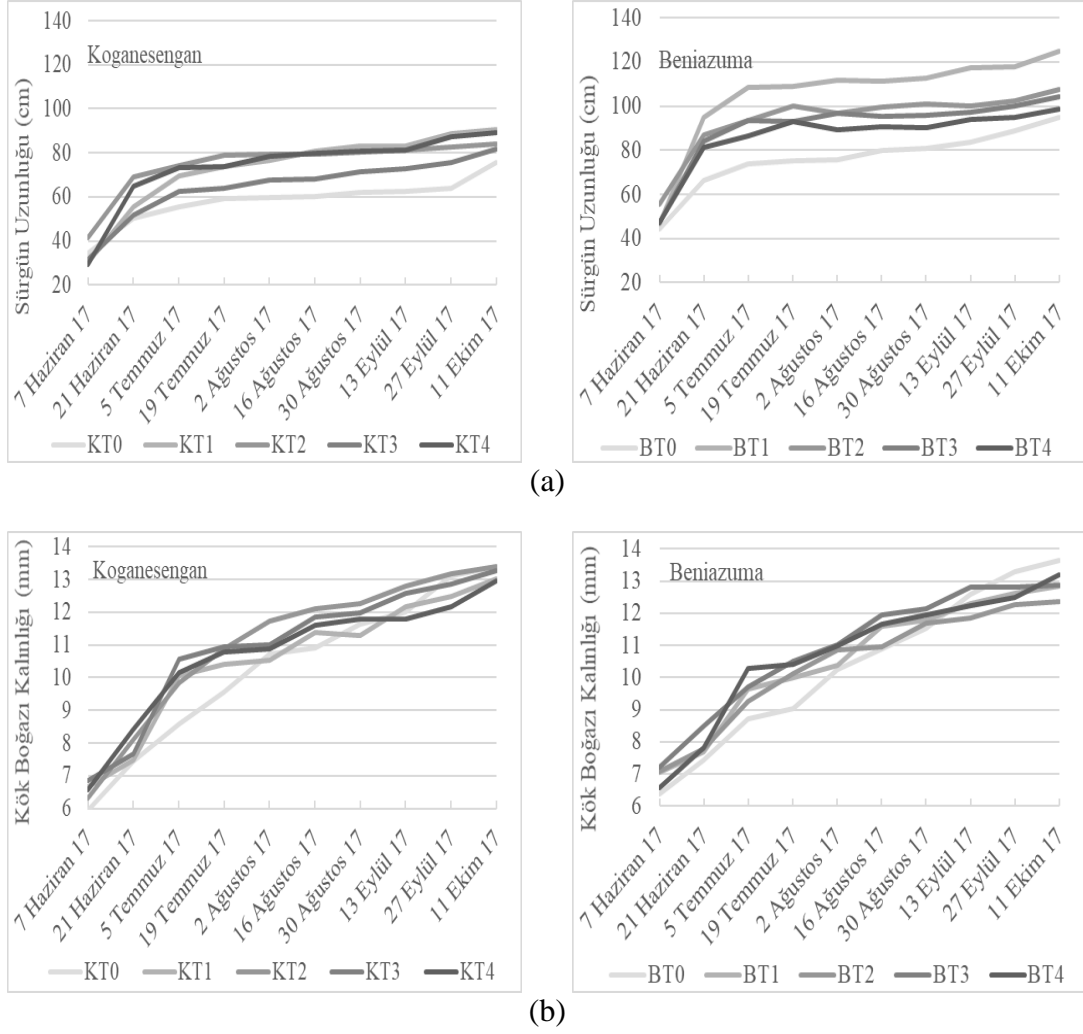 Sürgün Uzunluğu (cm)
140
120
100
80
60
40
20
Koganesengan
7 Haziran 17
21 Haziran 17
5 Temmuz 17
19 Temmuz 17
2 Ağustos 17
16 Ağustos 17
30 Ağustos 17
13 Eylül 17
27 Eylül 17
11 Ekim 17
KT0 KT1 KT2 KT3 KT4
Sürgün Uzunluğu (cm)
140
120
100
80
60
40
20
Beniazuma
7 Haziran 17
21 Haziran 17
5 Temmuz 17
19 Temmuz 17
2 Ağustos 17
16 Ağustos 17
30 Ağustos 17
13 Eylül 17
27 Eylül 17
11 Ekim 17
BT0 BT1 BT2 BT3 BT4
(a)
Kök Boğazı Kalınlığı (mm)
14
13
12
11
10
9
8
7
6
Koganesengan
7 Haziran 17
21 Haziran 17
5 Temmuz 17
19 Temmuz 17
2 Ağustos 17
16 Ağustos 17
30 Ağustos 17
13 Eylül 17
27 Eylül 17
11 Ekim 17
KT0 KT1 KT2 KT3 KT4
Kök Boğazı Kalınlığı (mm)
14
13
12
11
10
9
8
7
6
Beniazuma
7 Haziran 17
21 Haziran 17
5 Temmuz 17
19 Temmuz 17
2 Ağustos 17
16 Ağustos 17
30 Ağustos 17
13 Eylül 17
27 Eylül 17
11 Ekim 17
BT0 BT1 BT2 BT3 BT4
(b)